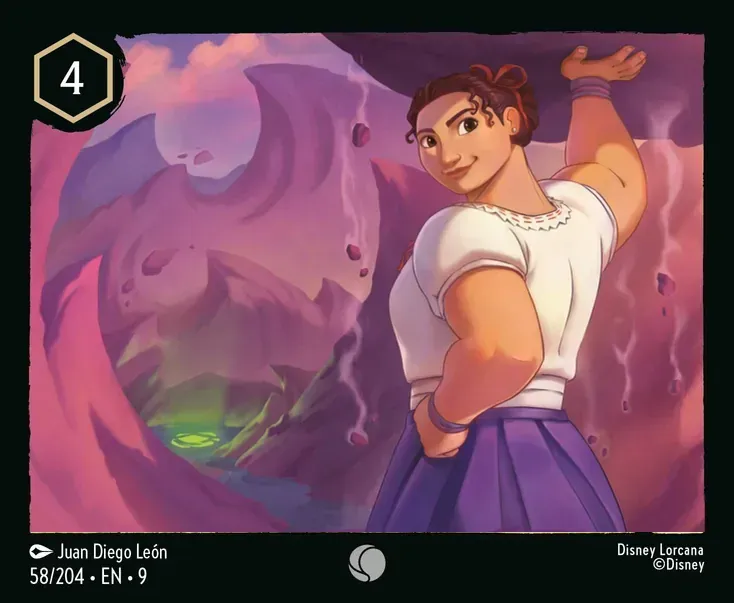 4
Juan Diego León
58/204 • EN • 9
Disney Lorcana
©Disney